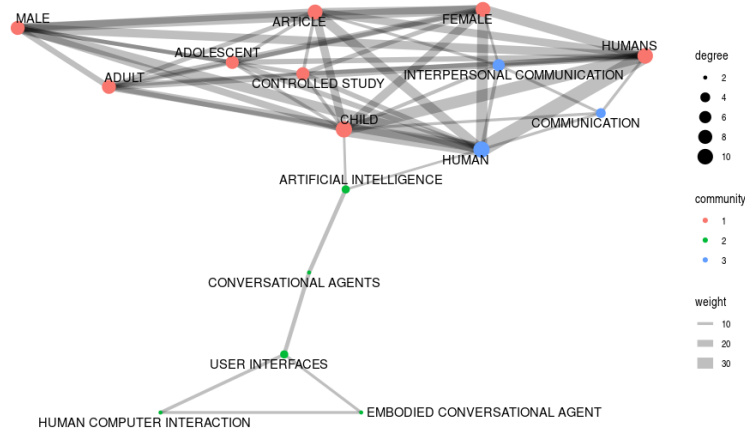 MALE
ARTICLE
FEMALE
HUMANS
ADOLESCENT
ADULT
CONTROLLED STUDY
INTERPERSONAL COMMUNICATION
CHILD
COMMUNICATION
HUMAN
ARTIFICIAL INTELLIGENCE
CONVERSATIONAL AGENTS
USER INTERFACES
HUMAN COMPUTER INTERACTION
EMBODIED CONVERSATIONAL AGENT
degree
2
4
6
8
10
community
1
2
3
weight
10
20
30